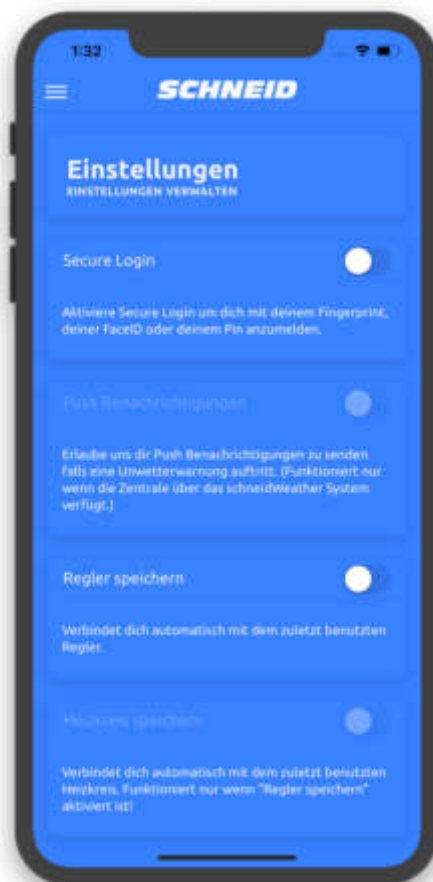 1:32
SCHNEID
Einstellungen
EINSTELLUNGEN VERWALTEN
Secure Login
Aktiviere Secure Login um dich mit deinem Fingerprint,
deiner FaceID oder deinem Pin anzumelden.
Push Benachrichtigungen
Erlaube uns dir Push Benachrichtigungen zu senden
falls eine Unwetterwarnung auftritt. (Funktioniert nur
wenn die Zentrale über das schneidWeather System
verfügt.)
Regler speichern
Verbindet dich automatisch mit dem zuletzt benutzten
Regler.
Heizkreis speichern
Verbindet dich automatisch mit dem zuletzt benutzten
Heizkreis. Funktioniert nur wenn "Regler speichern"
aktiviert ist!